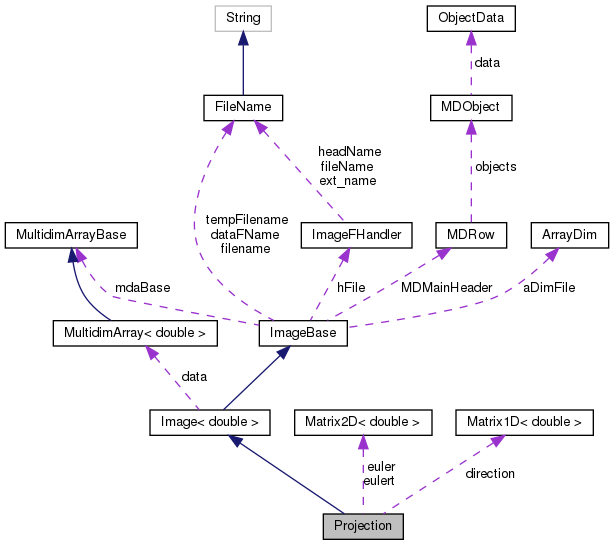 String
ObjectData
data
FileName
MDObject
headName
fileName
ext_name
objects
tempFilename
dataFName
filename
MultidimArrayBase
ImageFHandler
MDRow
ArrayDim
mdaBase
hFile
MDMainHeader
aDimFile
MultidimArray< double >
ImageBase
data
Image< double >
Matrix2D< double >
Matrix1D< double >
euler
eulert
direction
Projection